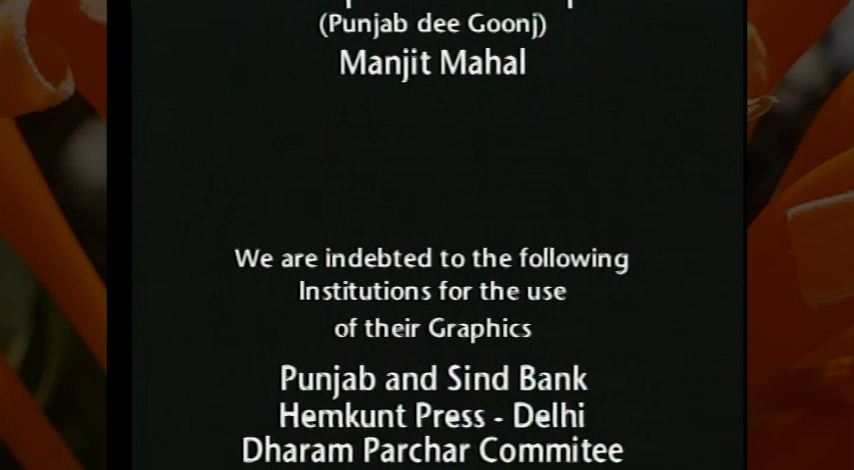 (Punjab dee Goonj)
Manjit Mahal
We are indebted to the following
Institutions for the use
of their Graphics
Punjab and Sind Bank
Hemkunt Press - Delhi
Dharam Parchar Commitee